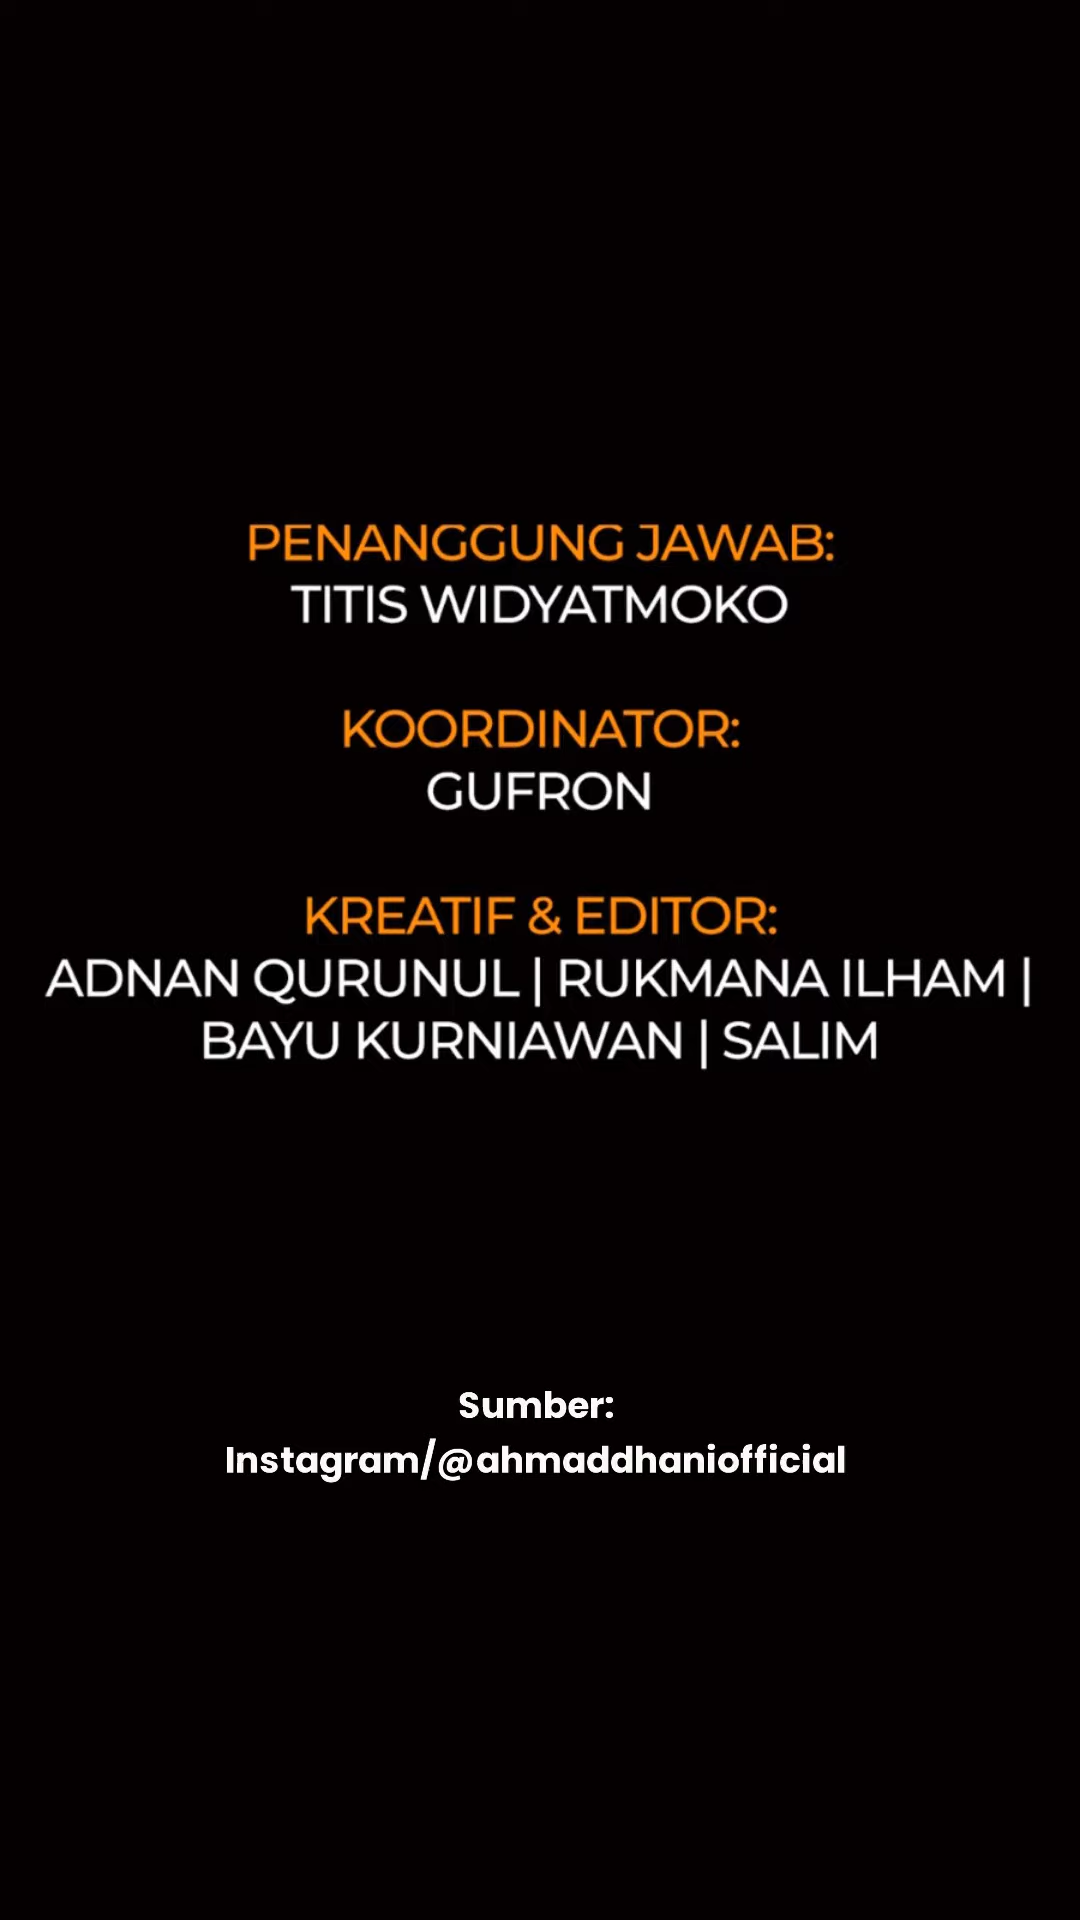 PENANGGUNG JAWAB:
TITIS WIDYATMOKO
KOORDINATOR:
GUFRON
KREATIF & EDITOR:
ADNAN QURUNUL | RUKMANA ILHAM |
BAYU KURNIAWAN | SALIM
Sumber:
Instagram/@ahmaddhaniofficial